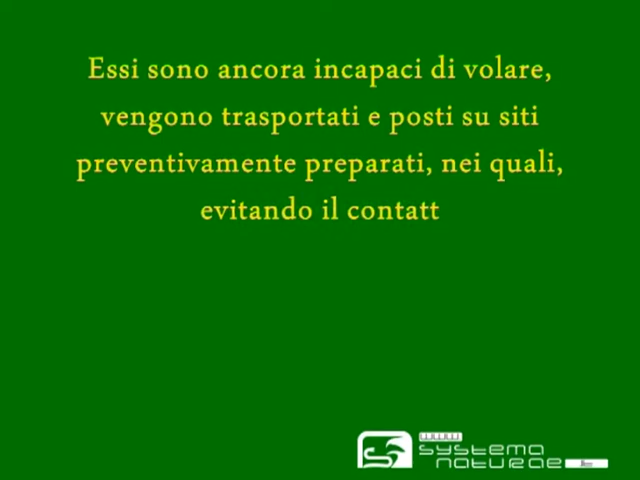 Essi sono ancora incapaci di volare,
vengono trasportati e posti su siti
preventivamente preparati, nei quali,
evitando il contatt
systema
naturae